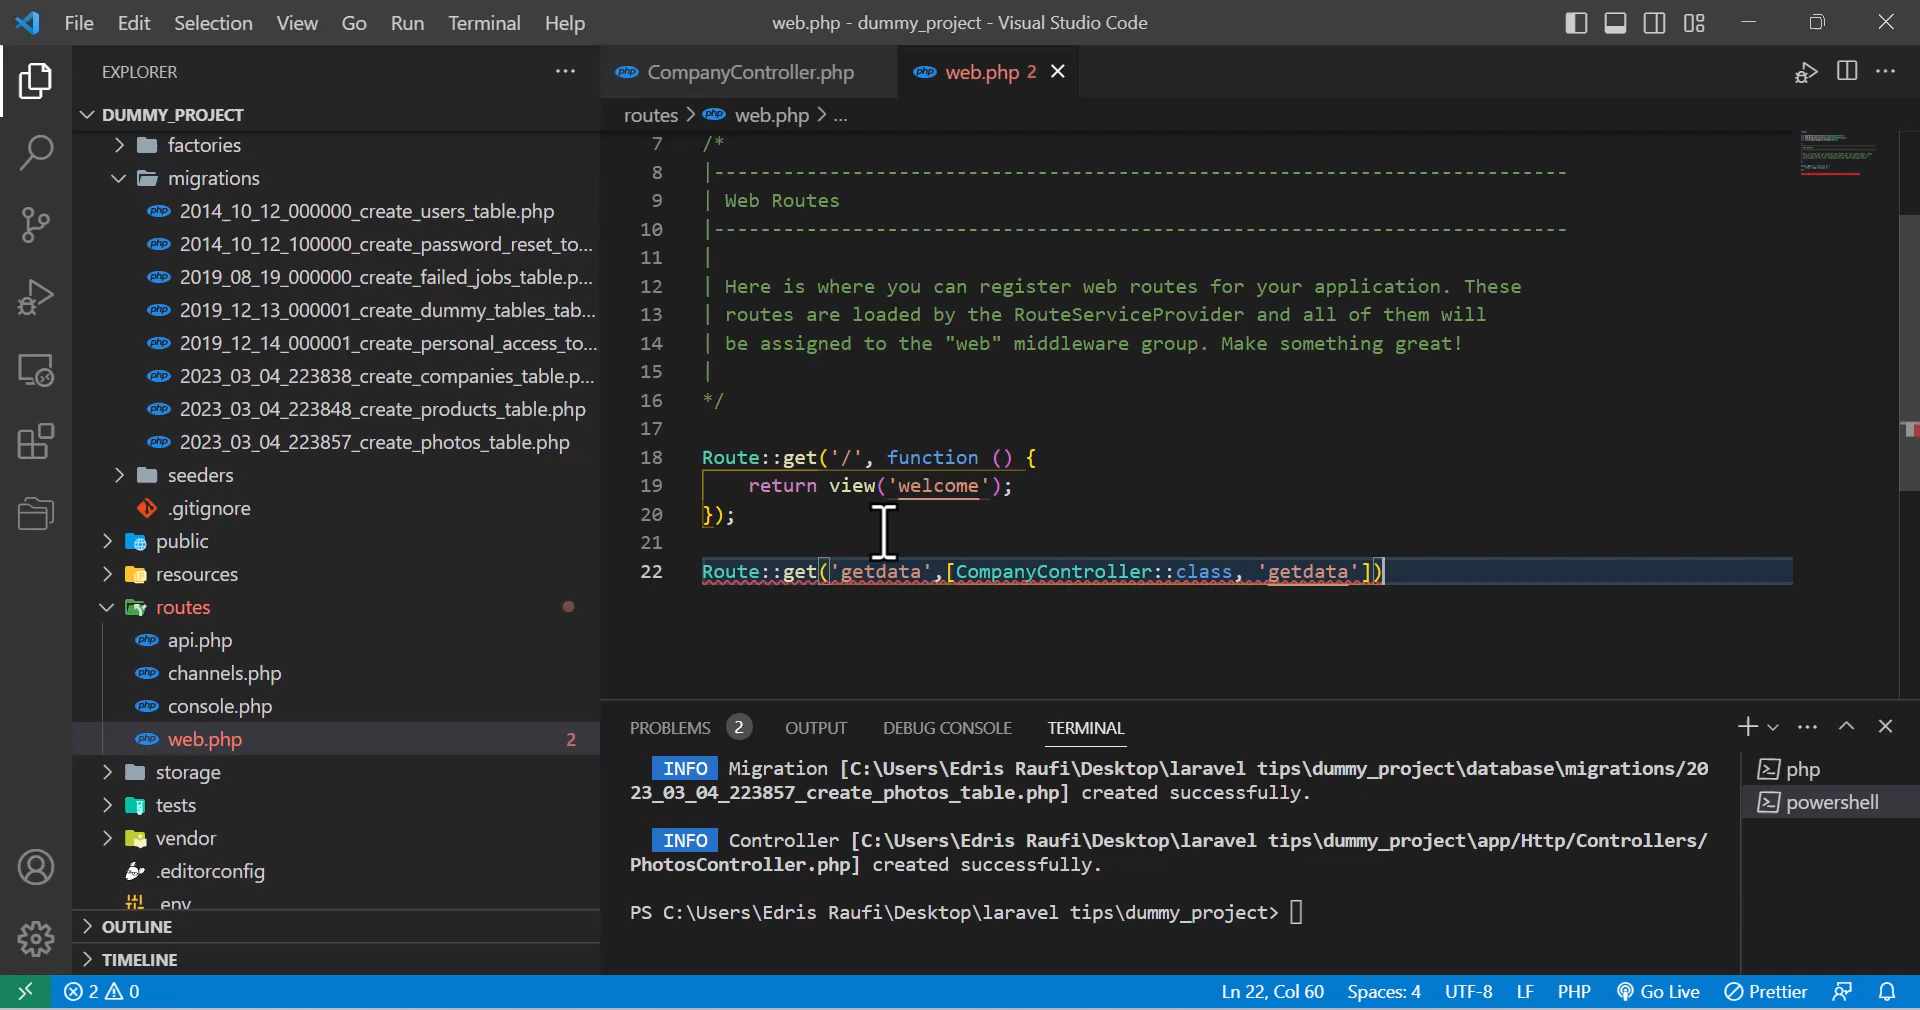 File Edit Selection View Go Run Terminal Help
web.php - dummy_project - Visual Studio Code
EXPLORER
DUMMY_PROJECT
factories
migrations
2014_10_12_000000_create_users_table.php
2014_10_12_100000_create_password_reset_to...
2019_08_19_000000_create_failed_jobs_table.p...
2019_12_13_000001_create_dummy_tables_tab...
2019_12_14_000001_create_personal_access_to...
2023_03_04_223838_create_companies_table.p...
2023_03_04_223848_create_products_table.php
2023_03_04_223857_create_photos_table.php
seeders
.gitignore
public
resources
routes
api.php
channels.php
console.php
web.php 2
storage
tests
vendor
.editorconfig
.env
OUTLINE
TIMELINE
CompanyController.php
web.php 2
routes > web.php > ...
7 /*
8 |--------------------------------------------------------------------------
9 | Web Routes
10 |--------------------------------------------------------------------------
11 |
12 | Here is where you can register web routes for your application. These
13 | routes are loaded by the RouteServiceProvider and all of them will
14 | be assigned to the "web" middleware group. Make something great!
15 |
16 */
17
18 Route::get('/', function () {
19 return view('welcome');
20 });
21
22 Route::get('getdata',[CompanyController::class, 'getdata'])
PROBLEMS 2 OUTPUT DEBUG CONSOLE TERMINAL
INFO Migration [C:\Users\Edris Raufi\Desktop\laravel tips\dummy_project\database\migrations/20
23_03_04_223857_create_photos_table.php] created successfully.
INFO Controller [C:\Users\Edris Raufi\Desktop\laravel tips\dummy_project\app/Http/Controllers/
PhotosController.php] created successfully.
PS C:\Users\Edris Raufi\Desktop\laravel tips\dummy_project>
php
powershell
2 0
Ln 22, Col 60 Spaces: 4 UTF-8 LF PHP Go Live Prettier